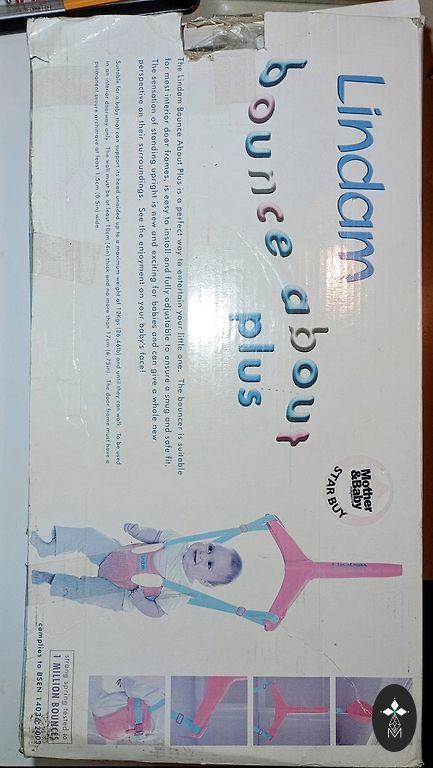 Lindam
bounce about
plus
The Lindam Bounce About Plus is a perfect way to entertain your little one. The bouncer is suitable
for most interior door frames, is easy to install and fully adjustable to ensure a snug and safe fit.
The sensation of standing upright is new and exciting for babies and can give a whole new
perspective on their surroundings. See the enjoyment on your baby's face!
Suitable for a baby that can support its head unaided up to a maximum weight of 12Kgs (26.46lb) and until they can walk. To be used
in an interior doorway only. The wall must be at least 10cm (4in) thick and no more than 17cm (6.75in). The door frame must have a
permanent secure architrave at least 1.5cm (0.5in) wide.
Mother
&Baby
STAR BUY
strong spring tested to
1 MILLION BOUNCES
complies to BSEN 14036:2003.